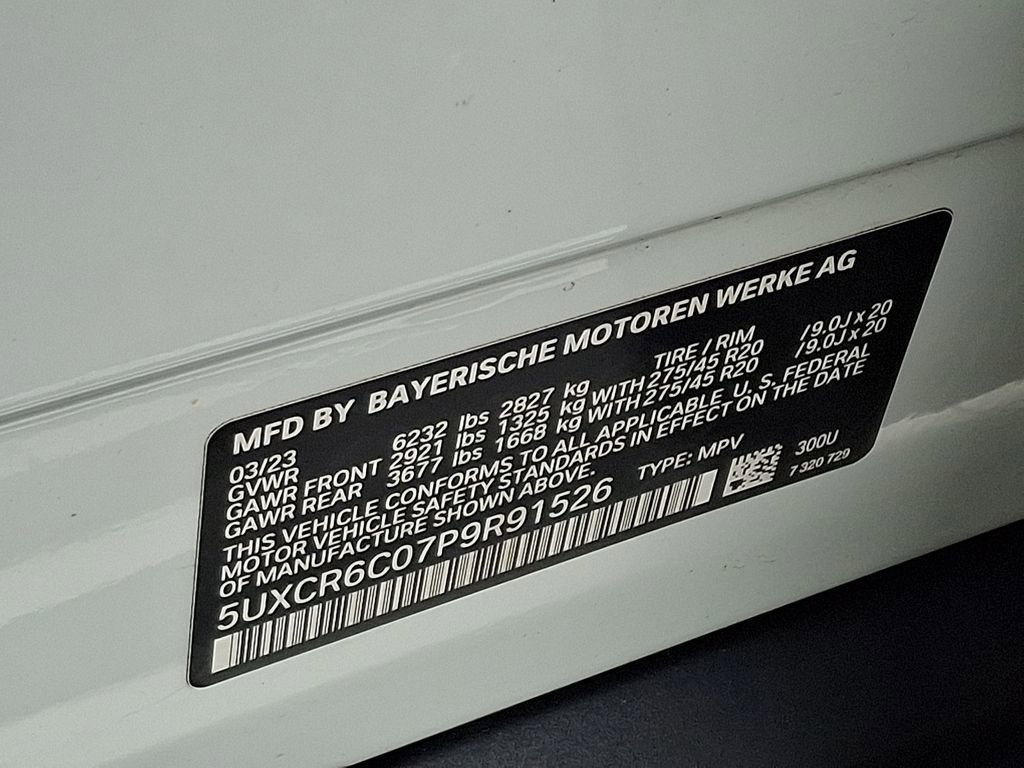 MFD BY BAYERISCHE MOTOREN WERKE AG
03/23 TIRE / RIM
GVWR 6232 lbs 2827 kg
GAWR FRONT 2921 lbs 1325 kg WITH 275/45 R20 /9.0J x 20
GAWR REAR 3677 lbs 1668 kg WITH 275/45 R20 /9.0J x 20
THIS VEHICLE CONFORMS TO ALL APPLICABLE U. S. FEDERAL
MOTOR VEHICLE SAFETY STANDARDS IN EFFECT ON THE DATE
OF MANUFACTURE SHOWN ABOVE.
5UXCR6C07P9R91526 TYPE: MPV 300U
7 320 729